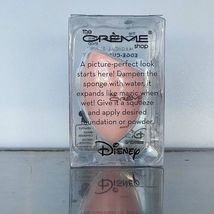 the
CRÈME
shop
A picture-perfect look
starts here! Dampen the
sponge with water, it
expands like magic when
wet! Give it a squeeze
and apply desired
foundation or powder.
Disney